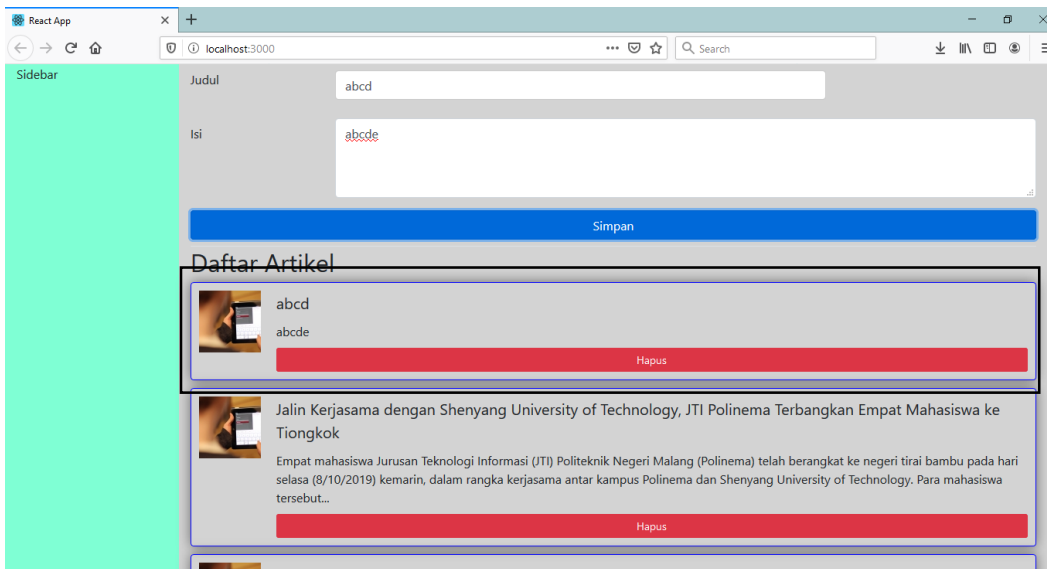 React App
localhost:3000
Search
Sidebar
Judul
abcd
Isi
abcde
Simpan
Daftar Artikel
abcd
abcde
Hapus
Jalin Kerjasama dengan Shenyang University of Technology, JTI Polinema Terbangkan Empat Mahasiswa ke
Tiongkok
Empat mahasiswa Jurusan Teknologi Informasi (JTI) Politeknik Negeri Malang (Polinema) telah berangkat ke negeri tirai bambu pada hari
selasa (8/10/2019) kemarin, dalam rangka kerjasama antar kampus Polinema dan Shenyang University of Technology. Para mahasiswa
tersebut...
Hapus